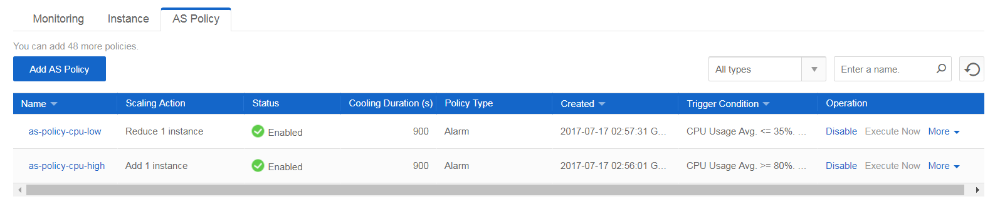 Monitoring Instance AS Policy
You can add 48 more policies.
Add AS Policy All types Enter a name.
Name Scaling Action Status Cooling Duration (s) Policy Type Created Trigger Condition Operation
as-policy-cpu-low Reduce 1 instance Enabled 900 Alarm 2017-07-17 02:57:31 G... CPU Usage Avg. <= 35%. ... Disable Execute Now More
as-policy-cpu-high Add 1 instance Enabled 900 Alarm 2017-07-17 02:56:01 G... CPU Usage Avg. >= 80%. ... Disable Execute Now More